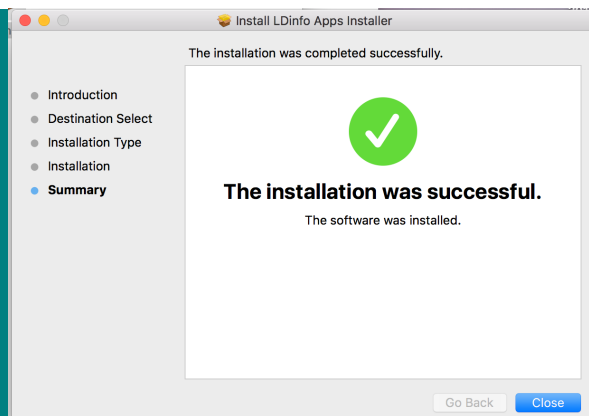 Install LDinfo Apps Installer
The installation was completed successfully.
Introduction
Destination Select
Installation Type
Installation
Summary
The installation was successful.
The software was installed.
Go Back
Close